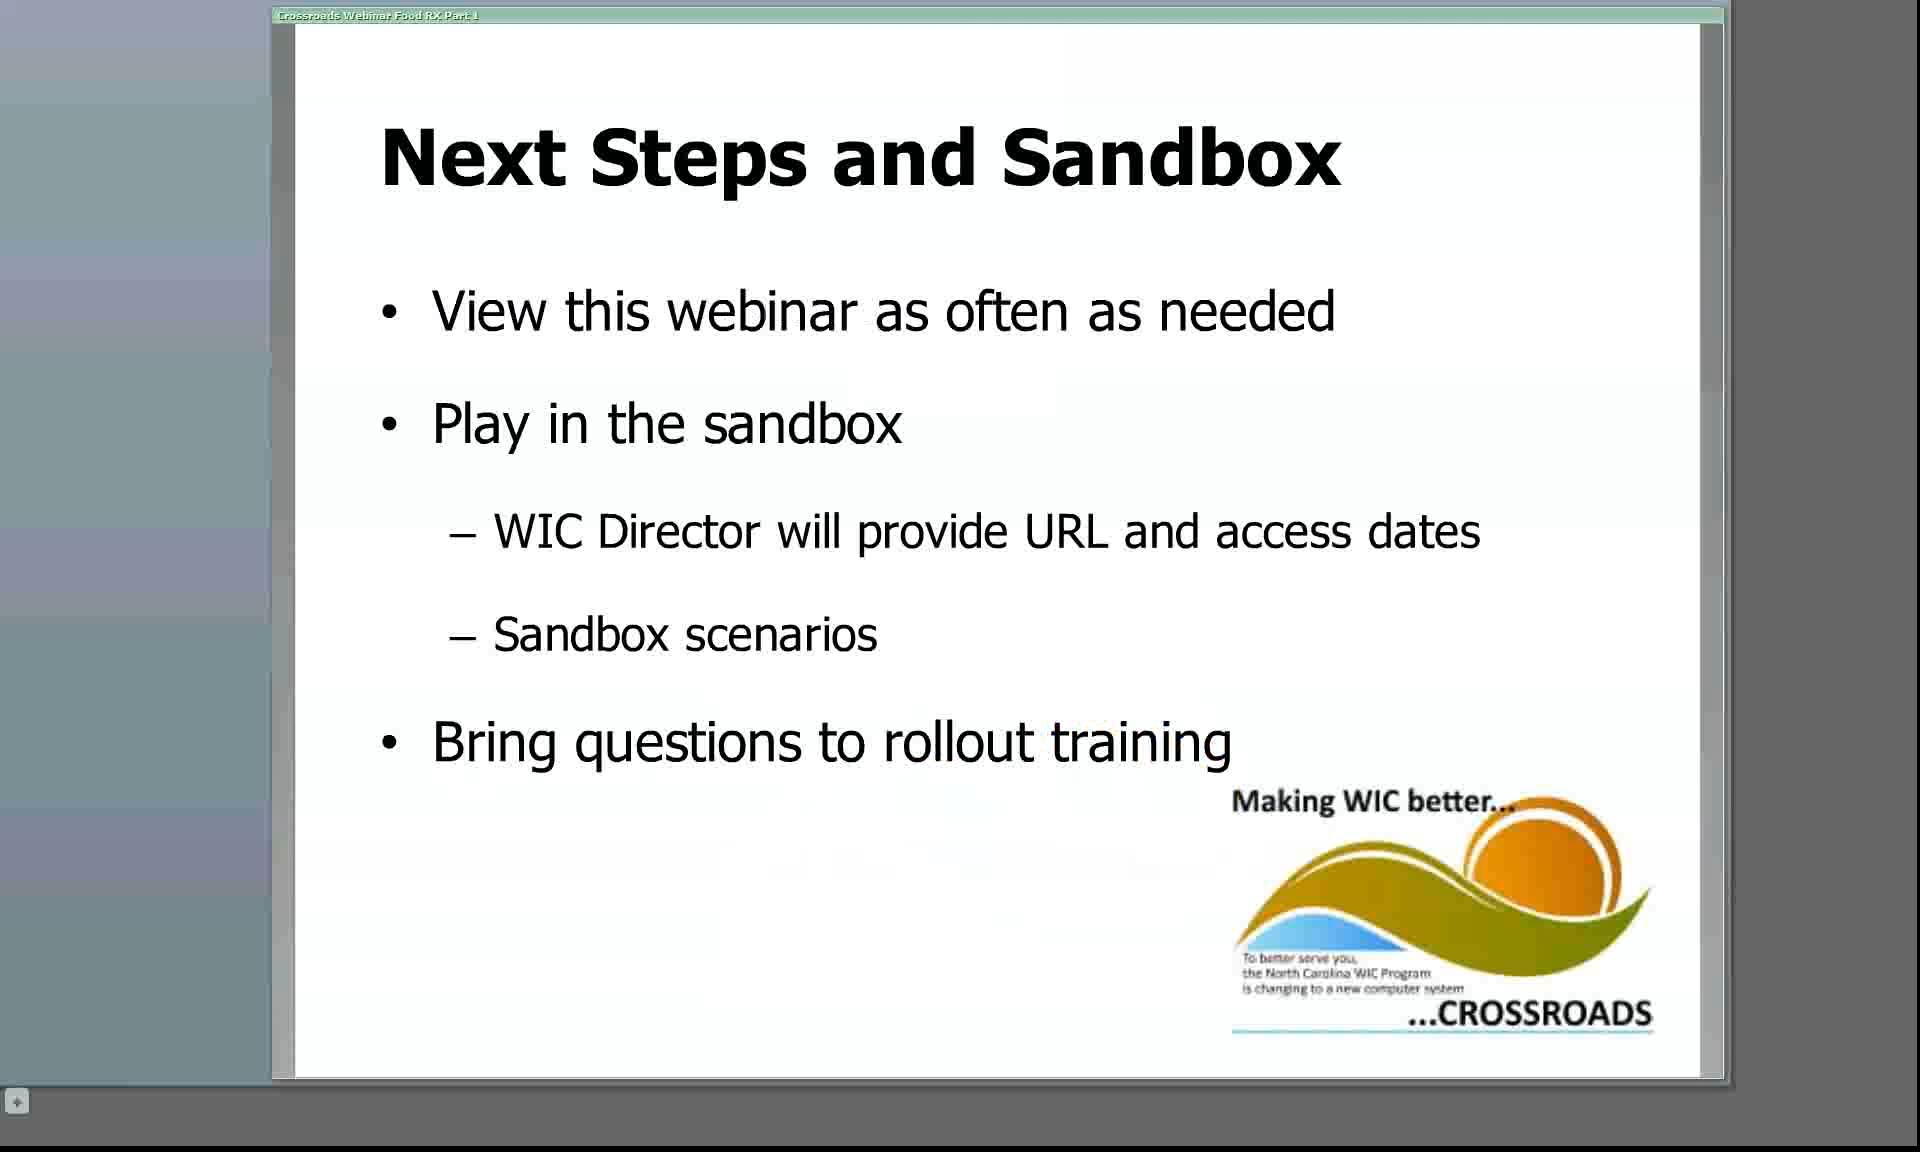 Crossroads Webinar Food RX Part 1
Next Steps and Sandbox
• View this webinar as often as needed
• Play in the sandbox
– WIC Director will provide URL and access dates
– Sandbox scenarios
• Bring questions to rollout training
Making WIC better...
To better serve you,
the North Carolina WIC Program
is changing to a new computer system
...CROSSROADS